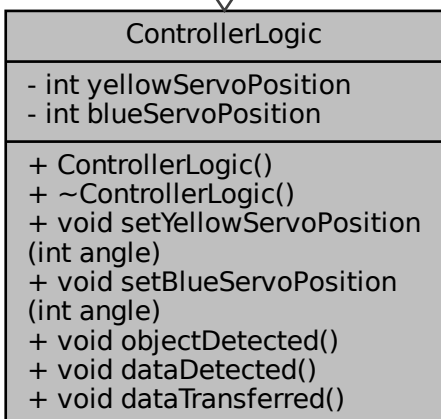 ControllerLogic
- int yellowServoPosition
- int blueServoPosition
+ ControllerLogic()
+ ~ControllerLogic()
+ void setYellowServoPosition
(int angle)
+ void setBlueServoPosition
(int angle)
+ void objectDetected()
+ void dataDetected()
+ void dataTransferred()